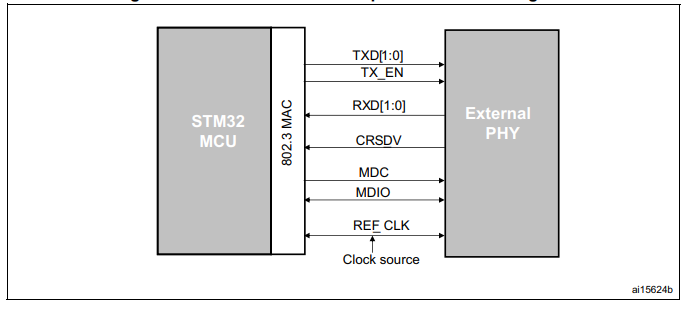 TXD[1:0]
TX_EN
RXD[1:0]
STM32
MCU
802.3 MAC
External
PHY
CRSDV
MDC
MDIO
REF_CLK
Clock source
ai15624b